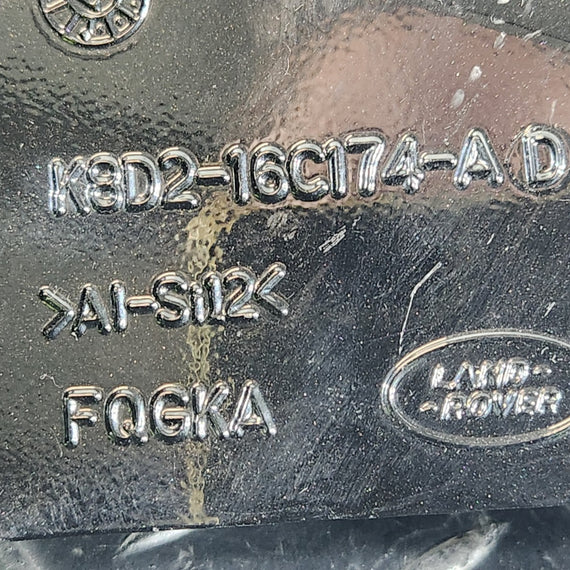 K8D2-16C174-AD
>Al-Si12<
FQGKA
LAND-
-ROVER